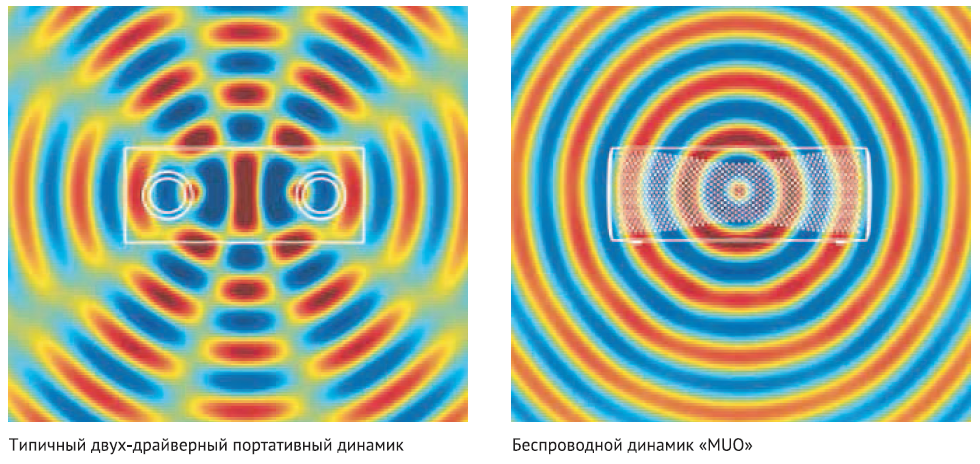 Типичный двух-драйверный портативный динамик
Беспроводной динамик «MUO»